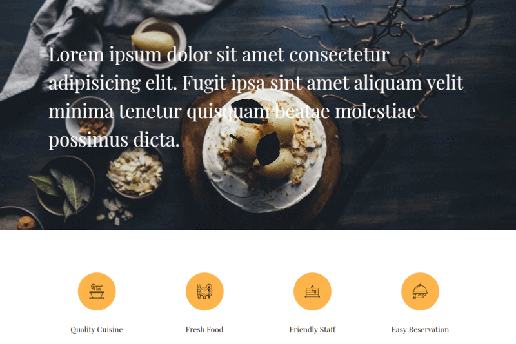 Lorem ipsum dolor sit amet consectetur
adipisicing elit. Fugit ipsa sint amet aliquam velit
minima tenetur quisquam beatae molestiae
possimus dicta.
Quality Cuisine
Fresh Food
Friendly Staff
Easy Reservation